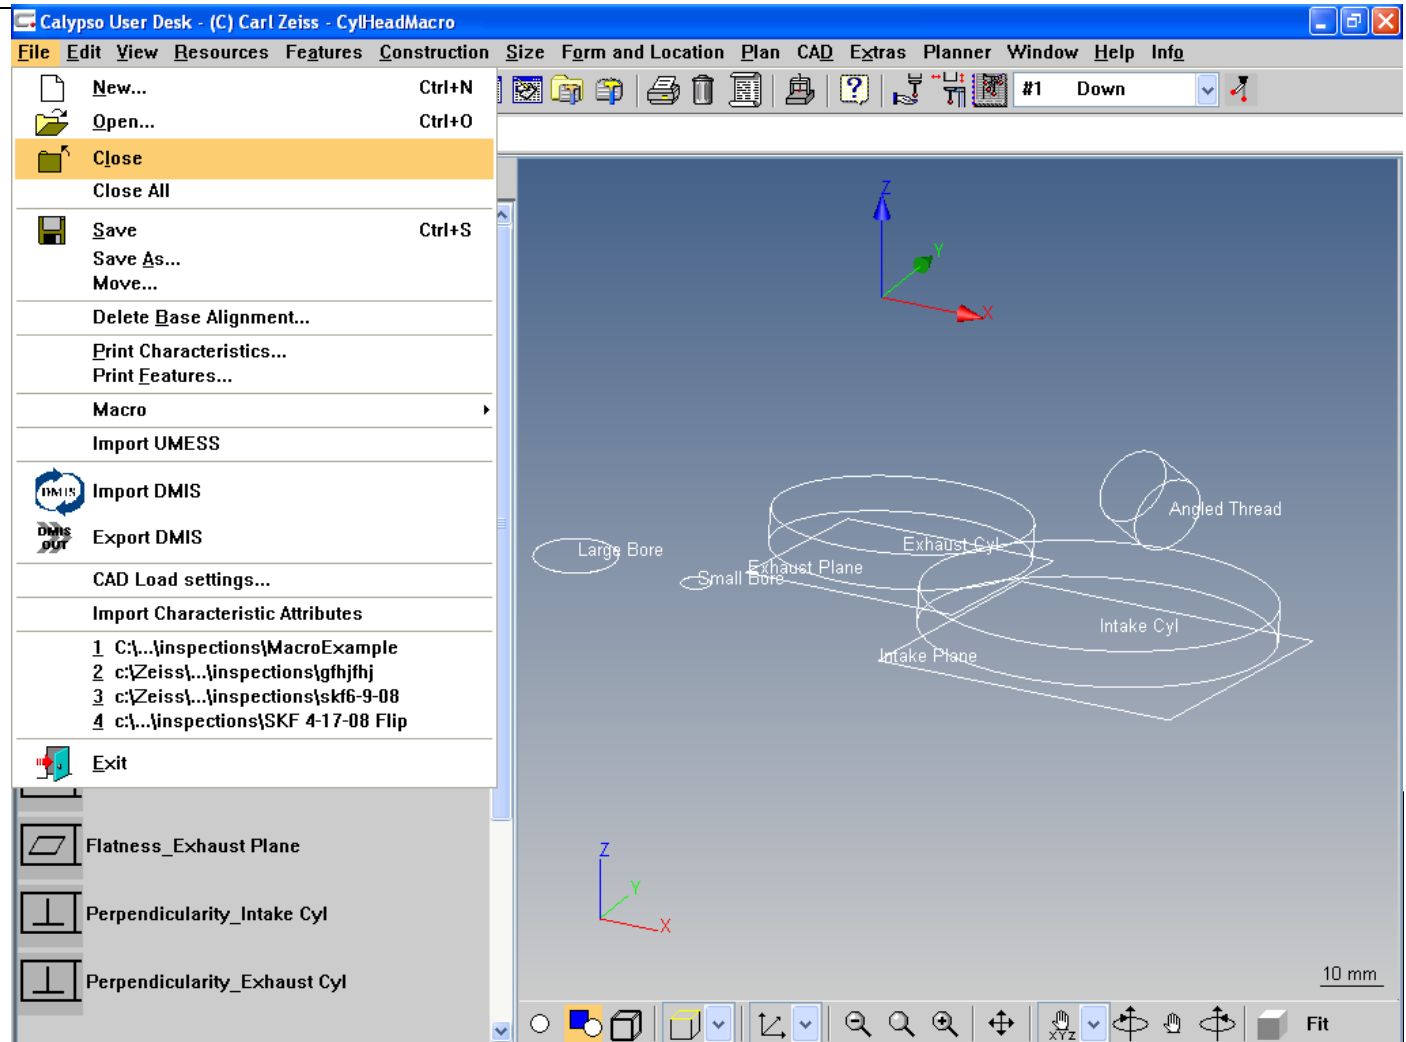 Calypso User Desk - (C) Carl Zeiss - CylHeadMacro
File Edit View Resources Features Construction Size Form and Location Plan CAD Extras Planner Window Help Info
New... Ctrl+N
Open... Ctrl+O
Close
Close All
Save Ctrl+S
Save As...
Move...
Delete Base Alignment...
Print Characteristics...
Print Features...
Macro
Import UMESS
DMIS Import DMIS
DMIS OUT Export DMIS
CAD Load settings...
Import Characteristic Attributes
1 C:\...\inspections\MacroExample
2 c:\Zeiss\...\inspections\gfhjfhj
3 c:\Zeiss\...\inspections\skf6-9-08
4 c:\...\inspections\SKF 4-17-08 Flip
Exit
#1 Down
Z
Y
X
Angled Thread
Large Bore
Exhaust Cyl
Exhaust Plane
Small Bore
Intake Cyl
Intake Plane
Flatness_Exhaust Plane
Perpendicularity_Intake Cyl
Perpendicularity_Exhaust Cyl
Z
Y
X
10 mm
XYZ
Fit